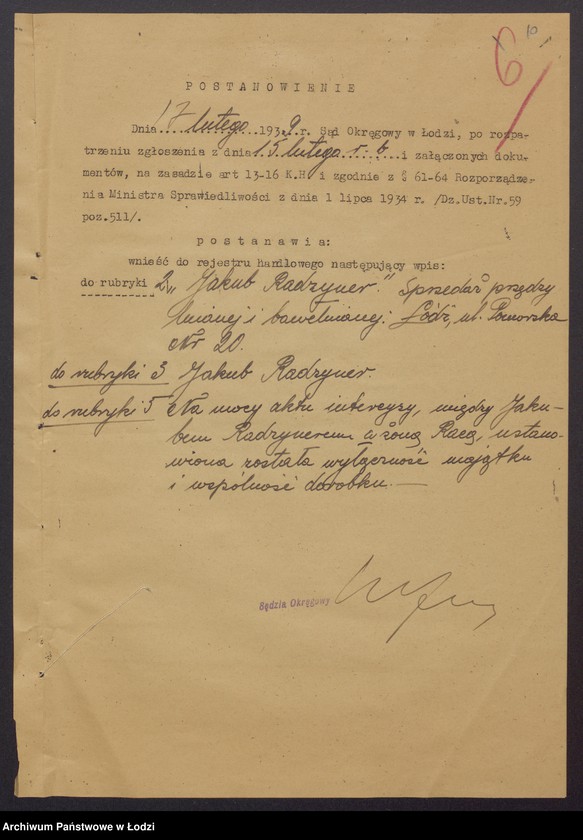 10
6
POSTANOWIENIE
Dnia 17 lutego 1939 r. Sąd Okręgowy w Łodzi, po rozpa-
trzeniu zgłoszenia z dnia 15 lutego r. b. i załączonych doku-
mentów, na zasadzie art 13-16 K.H i zgodnie z § 61-64 Rozporządze-
nia Ministra Sprawiedliwości z dnia 1 lipca 1934 r. /Dz.Ust.Nr.59
poz.511/.
postanawia:
wnieść do rejestru handlowego następujący wpis:
do rubryki 2 „Jakub Radzyner." Sprzedaż przędzy
lnianej i bawełnianej. Łódź, ul. Pomorska
Nr 20.
do rubryki 3 Jakub Radzyner.
do rubryki 5 Na mocy aktu intercyzy, między Jaku-
bem Radzynerem a żoną Racą, ustano-
wiona została wyłączność majątku
i wspólność dorobku.
Sędzia Okręgowy
Archiwum Państwowe w Łodzi